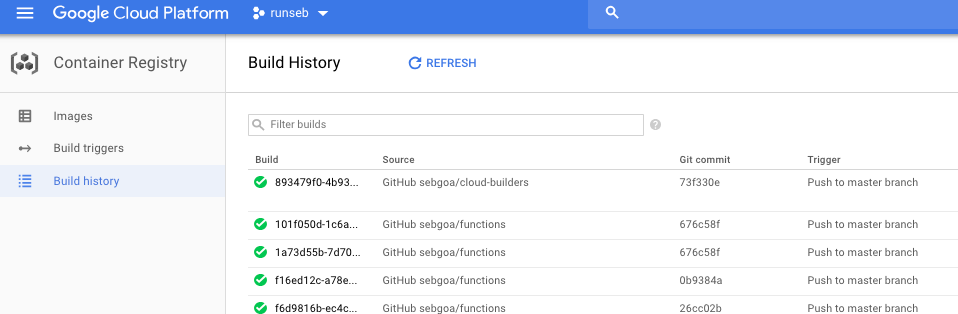 Google Cloud Platform runseb
Container Registry
Build History REFRESH
Images
Build triggers
Build history
Filter builds ?
Build Source Git commit Trigger
893479f0-4b93... GitHub sebgoa/cloud-builders 73f330e Push to master branch
101f050d-1c6a... GitHub sebgoa/functions 676c58f Push to master branch
1a73d55b-7d70... GitHub sebgoa/functions 676c58f Push to master branch
f16ed12c-a78e... GitHub sebgoa/functions 0b9384a Push to master branch
f6d9816b-ec4c... GitHub sebgoa/functions 26cc02b Push to master branch